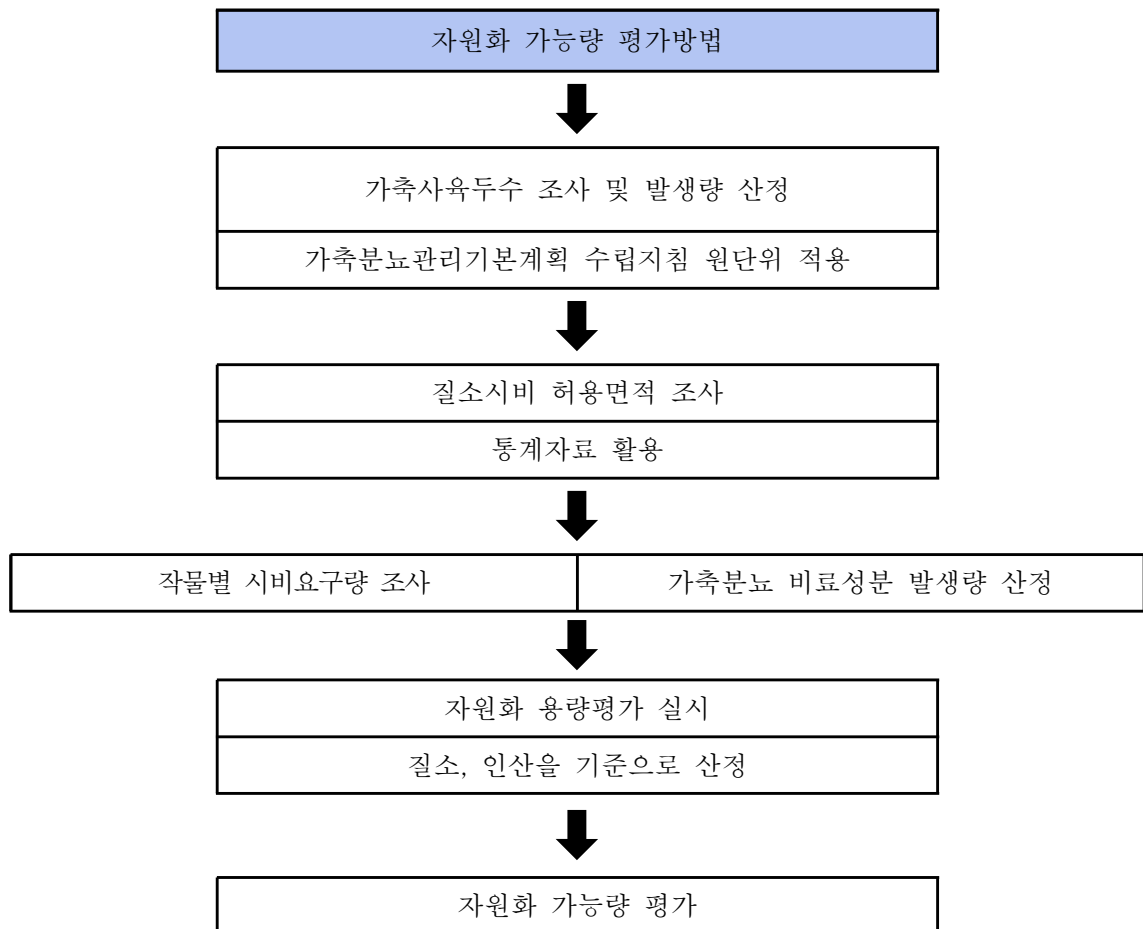 자원화 가능량 평가방법
가축사육두수 조사 및 발생량 산정
가축분뇨관리기본계획 수립지침 원단위 적용
질소시비 허용면적 조사
통계자료 활용
작물별 시비요구량 조사
가축분뇨 비료성분 발생량 산정
자원화 용량평가 실시
질소, 인산을 기준으로 산정
자원화 가능량 평가